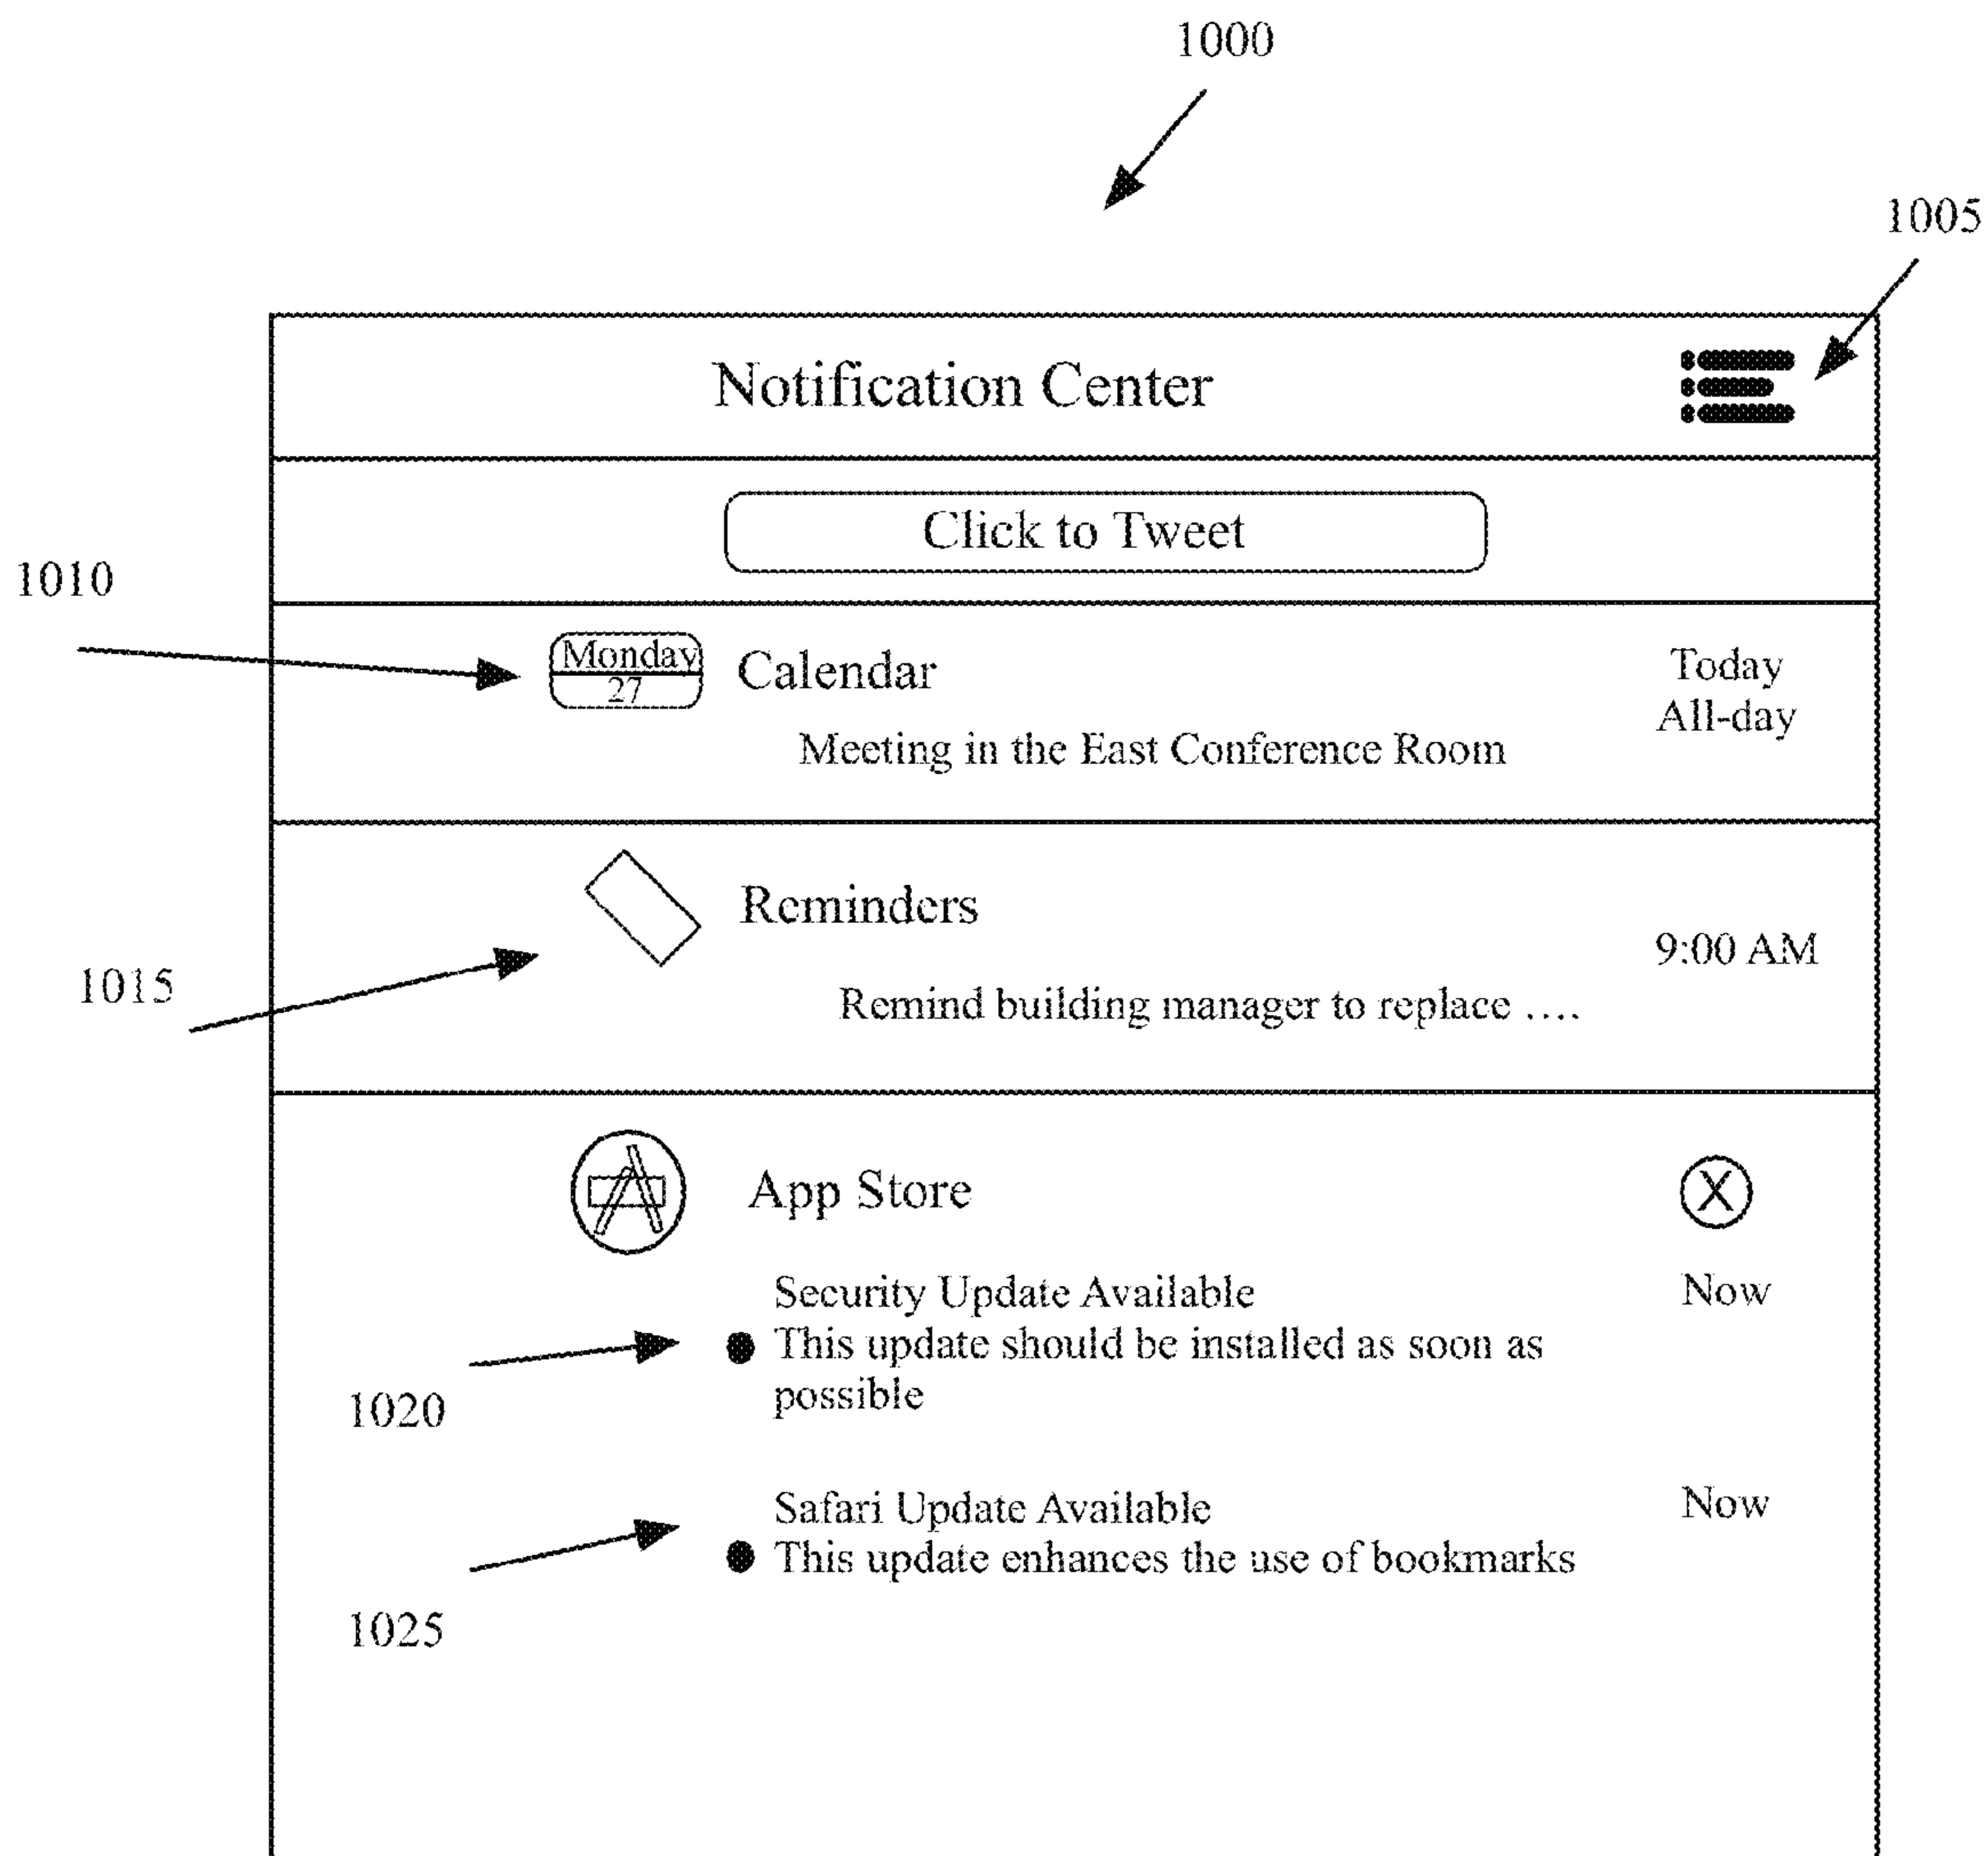 1000
1005
Notification Center
Click to Tweet
1010
Monday
27
Calendar
Today
All-day
Meeting in the East Conference Room
Reminders
9:00 AM
1015
Remind building manager to replace ....
App Store
X
Security Update Available
Now
This update should be installed as soon as
possible
1020
Safari Update Available
Now
This update enhances the use of bookmarks
1025